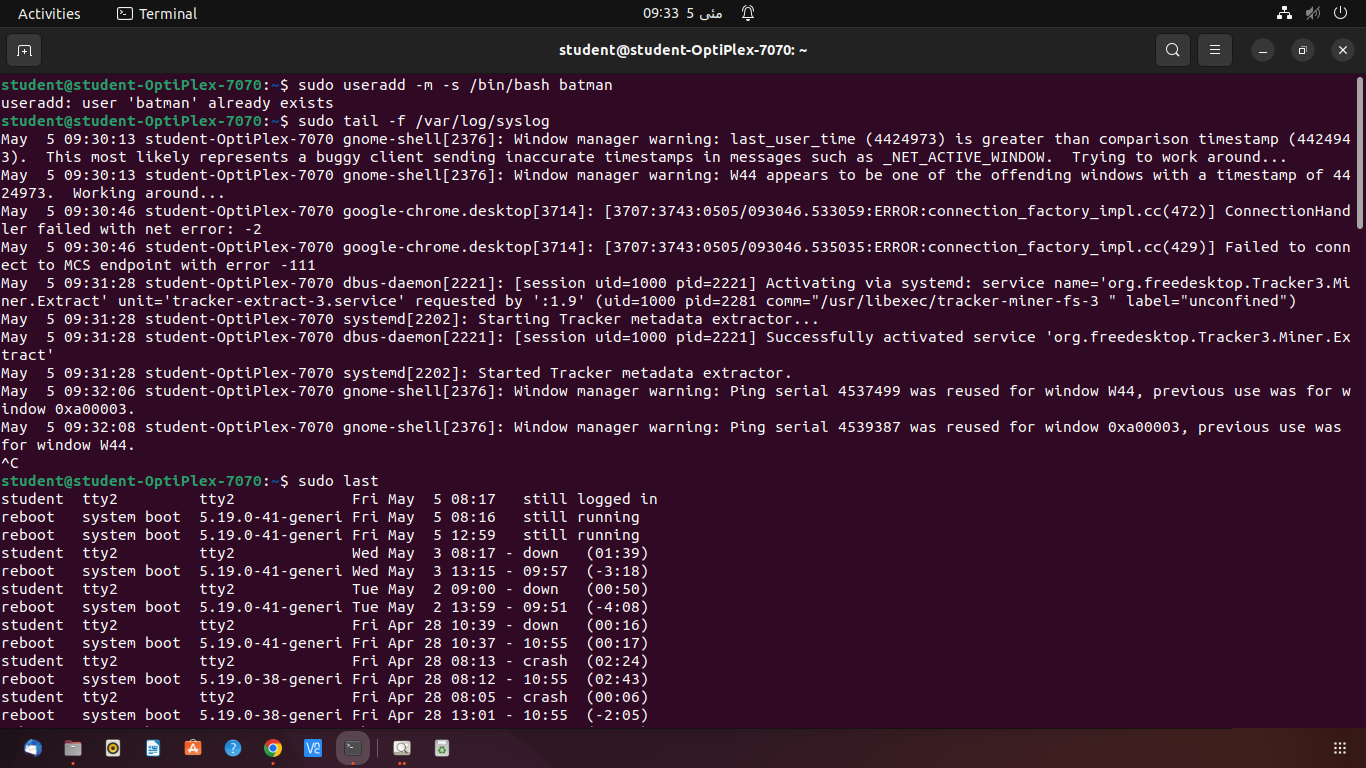 Activities
Terminal
09:33 5 مئی
student@student-OptiPlex-7070: ~
student@student-OptiPlex-7070:~$ sudo useradd -m -s /bin/bash batman
useradd: user 'batman' already exists
student@student-OptiPlex-7070:~$ sudo tail -f /var/log/syslog
May  5 09:30:13 student-OptiPlex-7070 gnome-shell[2376]: Window manager warning: last_user_time (4424973) is greater than comparison timestamp (442494
3).  This most likely represents a buggy client sending inaccurate timestamps in messages such as _NET_ACTIVE_WINDOW.  Trying to work around...
May  5 09:30:13 student-OptiPlex-7070 gnome-shell[2376]: Window manager warning: W44 appears to be one of the offending windows with a timestamp of 44
24973.  Working around...
May  5 09:30:46 student-OptiPlex-7070 google-chrome.desktop[3714]: [3707:3743:0505/093046.533059:ERROR:connection_factory_impl.cc(472)] ConnectionHand
ler failed with net error: -2
May  5 09:30:46 student-OptiPlex-7070 google-chrome.desktop[3714]: [3707:3743:0505/093046.535035:ERROR:connection_factory_impl.cc(429)] Failed to conn
ect to MCS endpoint with error -111
May  5 09:31:28 student-OptiPlex-7070 dbus-daemon[2221]: [session uid=1000 pid=2221] Activating via systemd: service name='org.freedesktop.Tracker3.Mi
ner.Extract' unit='tracker-extract-3.service' requested by ':1.9' (uid=1000 pid=2281 comm="/usr/libexec/tracker-miner-fs-3 " label="unconfined")
May  5 09:31:28 student-OptiPlex-7070 systemd[2202]: Starting Tracker metadata extractor...
May  5 09:31:28 student-OptiPlex-7070 dbus-daemon[2221]: [session uid=1000 pid=2221] Successfully activated service 'org.freedesktop.Tracker3.Miner.Ex
tract'
May  5 09:31:28 student-OptiPlex-7070 systemd[2202]: Started Tracker metadata extractor.
May  5 09:32:06 student-OptiPlex-7070 gnome-shell[2376]: Window manager warning: Ping serial 4537499 was reused for window W44, previous use was for w
indow 0xa00003.
May  5 09:32:08 student-OptiPlex-7070 gnome-shell[2376]: Window manager warning: Ping serial 4539387 was reused for window 0xa00003, previous use was
for window W44.
^C
student@student-OptiPlex-7070:~$ sudo last
student  tty2         tty2             Fri May  5 08:17   still logged in
reboot   system boot  5.19.0-41-generi Fri May  5 08:16   still running
reboot   system boot  5.19.0-41-generi Fri May  5 12:59   still running
student  tty2         tty2             Wed May  3 08:17 - down   (01:39)
reboot   system boot  5.19.0-41-generi Wed May  3 13:15 - 09:57  (-3:18)
student  tty2         tty2             Tue May  2 09:00 - down   (00:50)
reboot   system boot  5.19.0-41-generi Tue May  2 13:59 - 09:51  (-4:08)
student  tty2         tty2             Fri Apr 28 10:39 - down   (00:16)
reboot   system boot  5.19.0-41-generi Fri Apr 28 10:37 - 10:55  (00:17)
student  tty2         tty2             Fri Apr 28 08:13 - crash  (02:24)
reboot   system boot  5.19.0-38-generi Fri Apr 28 08:12 - 10:55  (02:43)
student  tty2         tty2             Fri Apr 28 08:05 - crash  (00:06)
reboot   system boot  5.19.0-38-generi Fri Apr 28 13:01 - 10:55  (-2:05)